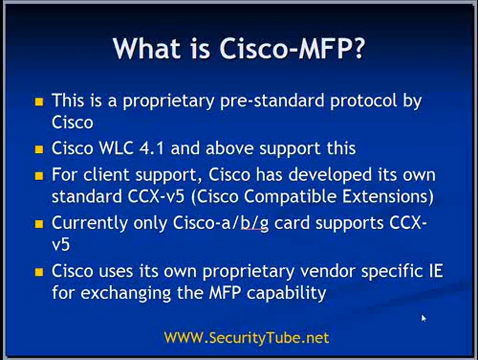 What is Cisco-MFP?
This is a proprietary pre-standard protocol by
Cisco
Cisco WLC 4.1 and above support this
For client support, Cisco has developed its own
standard CCX-v5 (Cisco Compatible Extensions)
Currently only Cisco-a/b/g card supports CCX-
v5
Cisco uses its own proprietary vendor specific IE
for exchanging the MFP capability
WWW.SecurityTube.net